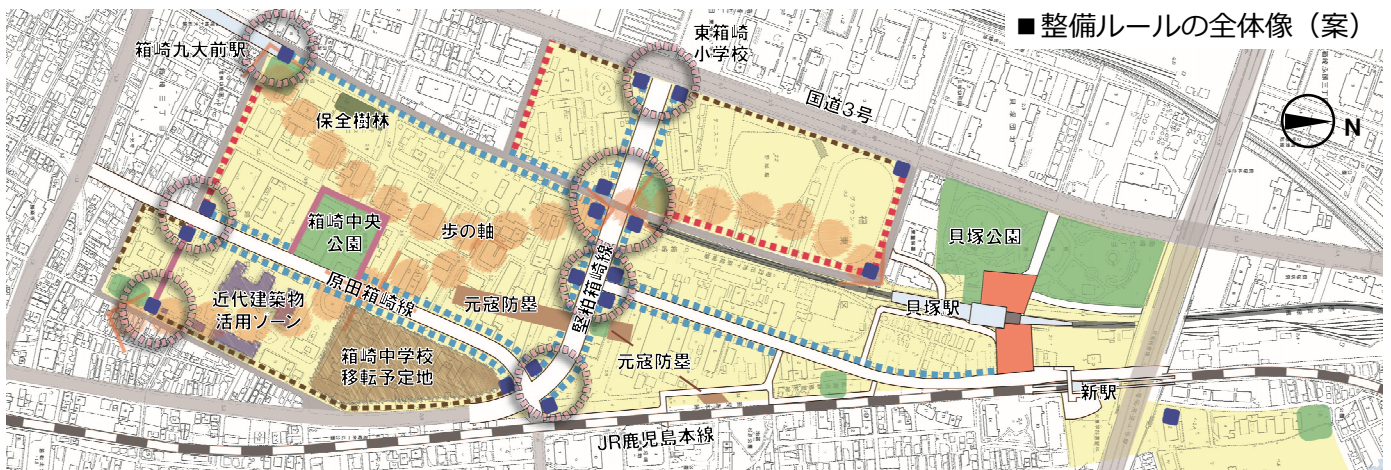 ■整備ルールの全体像（案）
東箱崎
小学校
箱崎九大前駅
国道3号
N
保全樹林
箱崎中央
公園
歩の軸
貝塚公園
堅粕箱崎線
原田箱崎線
近代建築物
活用ゾーン
元寇防塁
貝塚駅
箱崎中学校
移転予定地
元寇防塁
新駅
JR鹿児島本線